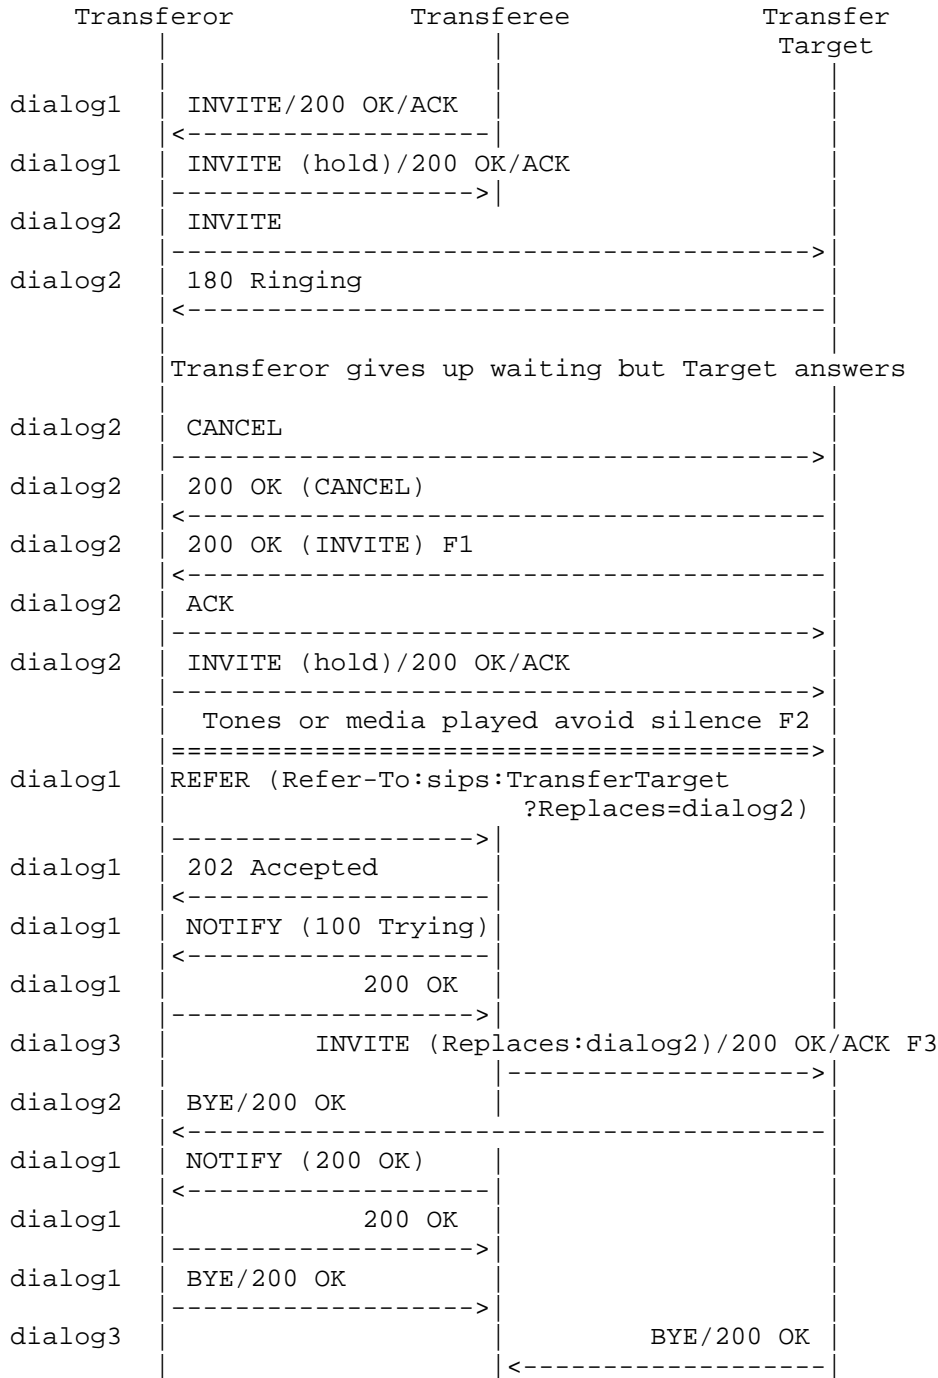 Transferor Transferee Transfer
Target
dialog1 INVITE/200 OK/ACK
dialog1 INVITE (hold)/200 OK/ACK
dialog2 INVITE
dialog2 180 Ringing
Transferor gives up waiting but Target answers
dialog2 CANCEL
dialog2 200 OK (CANCEL)
dialog2 200 OK (INVITE) F1
dialog2 ACK
dialog2 INVITE (hold)/200 OK/ACK
Tones or media played avoid silence F2
dialog1 REFER (Refer-To:sips:TransferTarget
?Replaces=dialog2)
dialog1 202 Accepted
dialog1 NOTIFY (100 Trying)
dialog1 200 OK
dialog3 INVITE (Replaces:dialog2)/200 OK/ACK F3
dialog2 BYE/200 OK
dialog1 NOTIFY (200 OK)
dialog1 200 OK
dialog1 BYE/200 OK
dialog3 BYE/200 OK